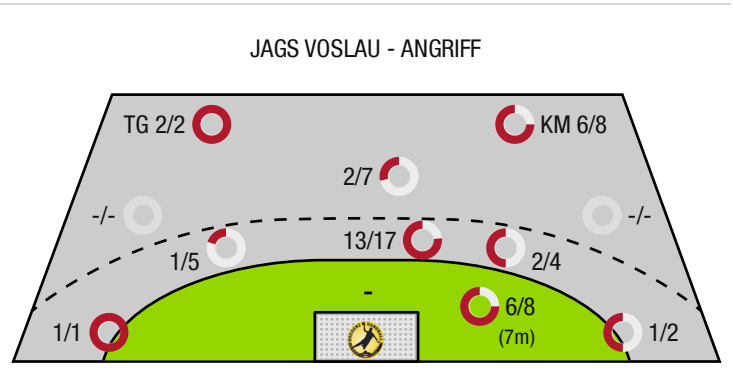 JAGS VOSLAU - ANGRIFF
TG 2/2
KM 6/8
2/7
-/-
-/-
1/5
13/17
2/4
-
6/8
(7m)
1/1
1/2